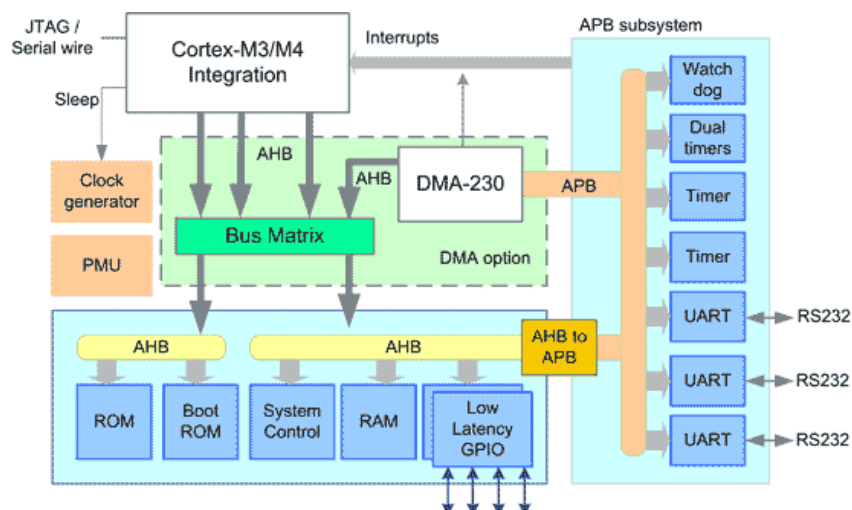 JTAG /
Serial wire
Cortex-M3/M4
Integration
Interrupts
APB subsystem
Sleep
Watch
dog
Dual
timers
AHB
AHB
DMA-230
APB
Clock
generator
Timer
Bus Matrix
PMU
DMA option
Timer
UART
RS232
AHB
AHB
AHB to
APB
ROM
Boot
ROM
System
Control
RAM
Low
Latency
GPIO
UART
RS232
UART
RS232